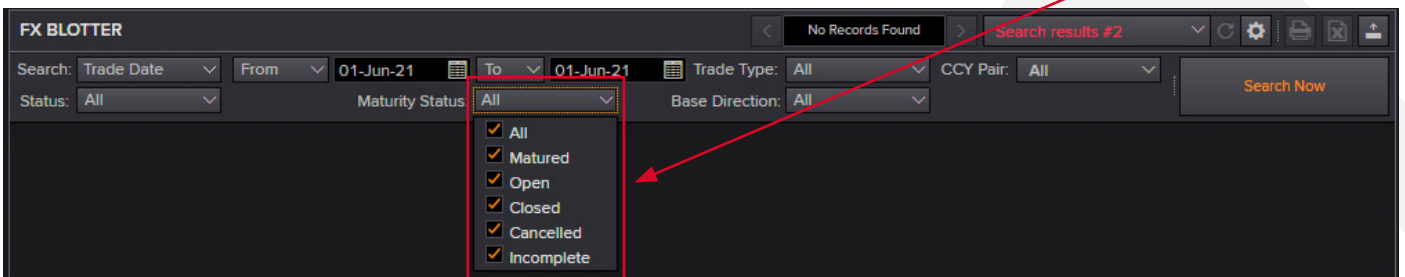 FX BLOTTER No Records Found Search results #2
Search: Trade Date From 01-Jun-21 To 01-Jun-21 Trade Type: All CCY Pair: All Search Now
Status: All Maturity Status: All Base Direction: All
All
Matured
Open
Closed
Cancelled
Incomplete